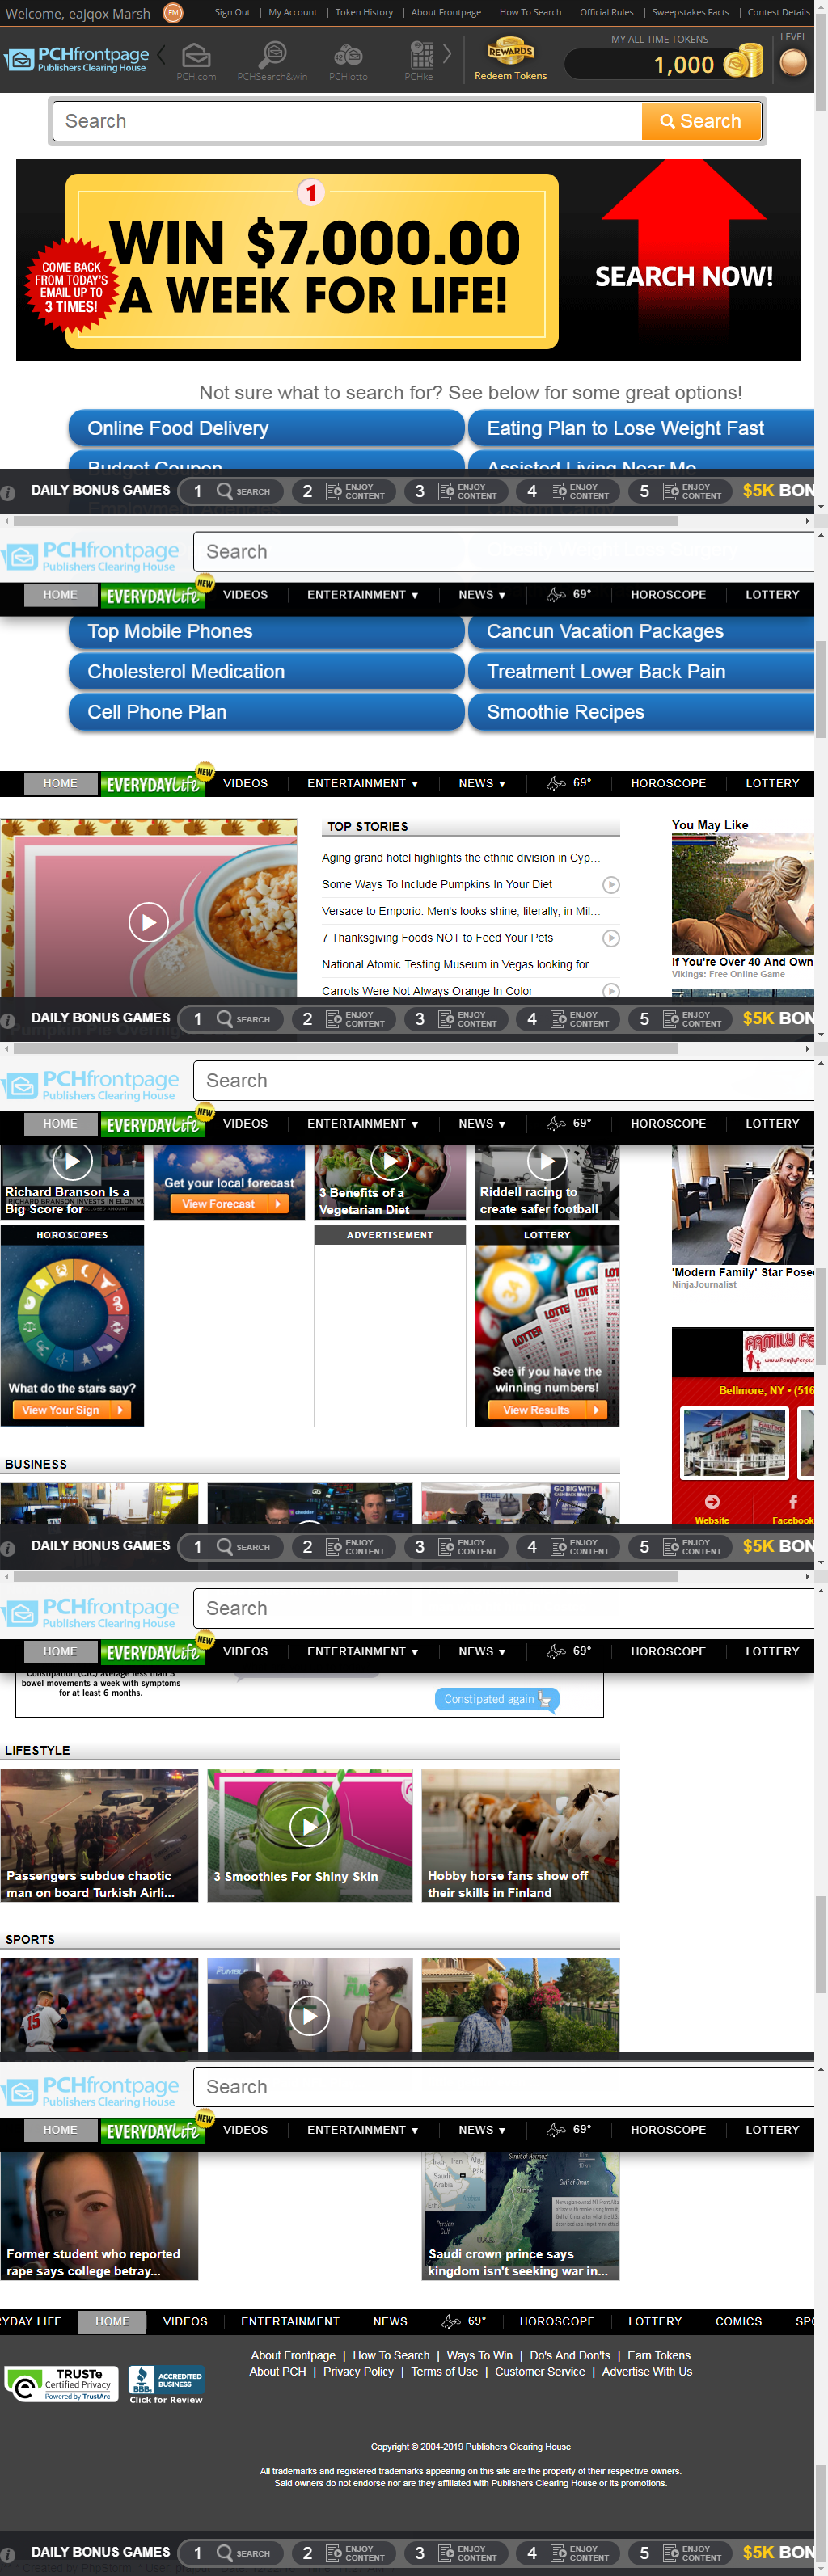 Welcome, eajqox Marsh EM Sign Out | My Account | Token History | About Frontpage | How To Search | Official Rules | Sweepstakes Facts | Contest Details
PCHfrontpage
Publishers Clearing House
PCH.com PCHSearch&win PCHlotto PCHke
REWARDS
Redeem Tokens
MY ALL TIME TOKENS
1,000
LEVEL
Search Search
1
WIN $7,000.00
A WEEK FOR LIFE!
COME BACK
FROM TODAY'S
EMAIL UP TO
3 TIMES!
SEARCH NOW!
Not sure what to search for? See below for some great options!
Online Food Delivery Eating Plan to Lose Weight Fast
Budget Coupon Assisted Living Near Me
DAILY BONUS GAMES 1 SEARCH 2 ENJOY CONTENT 3 ENJOY CONTENT 4 ENJOY CONTENT 5 ENJOY CONTENT $5K BON
PCHfrontpage
Publishers Clearing House
Search
HOME EVERYDAYLife NEW VIDEOS ENTERTAINMENT ▼ NEWS ▼ 69° HOROSCOPE LOTTERY
Top Mobile Phones Cancun Vacation Packages
Cholesterol Medication Treatment Lower Back Pain
Cell Phone Plan Smoothie Recipes
HOME EVERYDAYLife NEW VIDEOS ENTERTAINMENT ▼ NEWS ▼ 69° HOROSCOPE LOTTERY
TOP STORIES
Aging grand hotel highlights the ethnic division in Cyp...
Some Ways To Include Pumpkins In Your Diet
Versace to Emporio: Men's looks shine, literally, in Mil...
7 Thanksgiving Foods NOT to Feed Your Pets
National Atomic Testing Museum in Vegas looking for...
Carrots Were Not Always Orange In Color
You May Like
If You're Over 40 And Own
Vikings: Free Online Game
DAILY BONUS GAMES 1 SEARCH 2 ENJOY CONTENT 3 ENJOY CONTENT 4 ENJOY CONTENT 5 ENJOY CONTENT $5K BON
PCHfrontpage
Publishers Clearing House
Search
HOME EVERYDAYLife NEW VIDEOS ENTERTAINMENT ▼ NEWS ▼ 69° HOROSCOPE LOTTERY
Richard Branson Is a
Big Score for
Get your local forecast
View Forecast
3 Benefits of a
Vegetarian Diet
Riddell racing to
create safer football
HOROSCOPES
What do the stars say?
View Your Sign
ADVERTISEMENT
LOTTERY
See if you have the
winning numbers!
View Results
'Modern Family' Star Posed
NinjaJournalist
FAMILY FE
Bellmore, NY • (516
Website Facebook
BUSINESS
DAILY BONUS GAMES 1 SEARCH 2 ENJOY CONTENT 3 ENJOY CONTENT 4 ENJOY CONTENT 5 ENJOY CONTENT $5K BON
PCHfrontpage
Publishers Clearing House
Search
HOME EVERYDAYLife NEW VIDEOS ENTERTAINMENT ▼ NEWS ▼ 69° HOROSCOPE LOTTERY
Constipation (CIC) average less than 3
bowel movements a week with symptoms
for at least 6 months.
Constipated again
LIFESTYLE
Passengers subdue chaotic
man on board Turkish Airli...
3 Smoothies For Shiny Skin
Hobby horse fans show off
their skills in Finland
SPORTS
15
PCHfrontpage
Publishers Clearing House
Search
HOME EVERYDAYLife NEW VIDEOS ENTERTAINMENT ▼ NEWS ▼ 69° HOROSCOPE LOTTERY
Former student who reported
rape says college betray...
Saudi crown prince says
kingdom isn't seeking war in...
RYDAY LIFE HOME VIDEOS ENTERTAINMENT NEWS 69° HOROSCOPE LOTTERY COMICS SPO
About Frontpage | How To Search | Ways To Win | Do's And Don'ts | Earn Tokens
About PCH | Privacy Policy | Terms of Use | Customer Service | Advertise With Us
TRUSTe
Certified Privacy
Powered by TrustArc
BBB ACCREDITED BUSINESS
Click for Review
Copyright © 2004-2019 Publishers Clearing House
All trademarks and registered trademarks appearing on this site are the property of their respective owners.
Said owners do not endorse nor are they affiliated with Publishers Clearing House or its promotions.
DAILY BONUS GAMES 1 SEARCH 2 ENJOY CONTENT 3 ENJOY CONTENT 4 ENJOY CONTENT 5 ENJOY CONTENT $5K BON